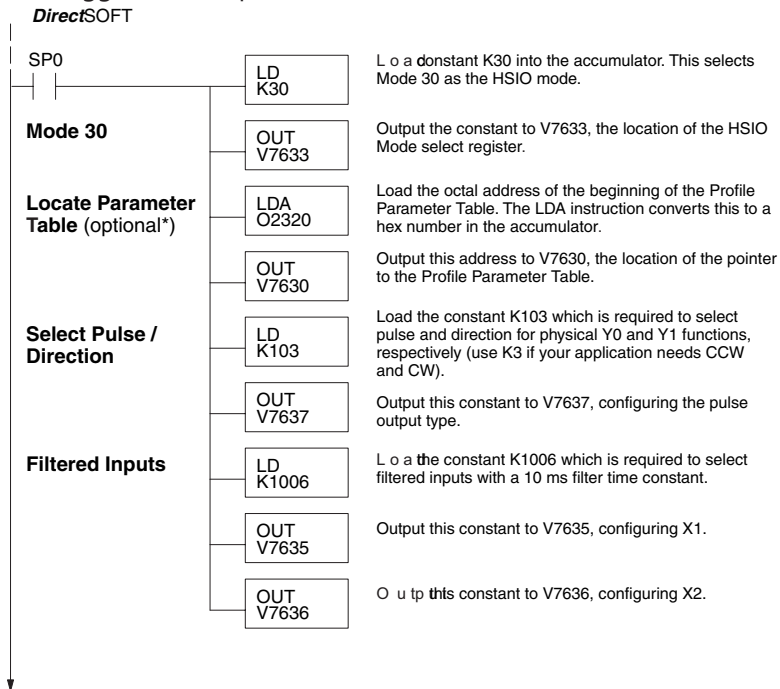 DirectSOFT
SP0
LD
K30
L o a donstant K30 into the accumulator. This selects
Mode 30 as the HSIO mode.
Mode 30
OUT
V7633
Output the constant to V7633, the location of the HSIO
Mode select register.
Locate Parameter
Table (optional*)
LDA
O2320
Load the octal address of the beginning of the Profile
Parameter Table. The LDA instruction converts this to a
hex number in the accumulator.
OUT
V7630
Output this address to V7630, the location of the pointer
to the Profile Parameter Table.
Select Pulse /
Direction
LD
K103
Load the constant K103 which is required to select
pulse and direction for physical Y0 and Y1 functions,
respectively (use K3 if your application needs CCW
and CW).
OUT
V7637
Output this constant to V7637, configuring the pulse
output type.
Filtered Inputs
LD
K1006
L o a the constant K1006 which is required to select
filtered inputs with a 10 ms filter time constant.
OUT
V7635
Output this constant to V7635, configuring X1.
OUT
V7636
O u tp this constant to V7636, configuring X2.